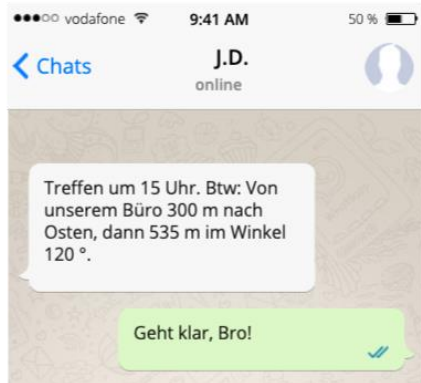 vodafone 9:41 AM 50 %
Chats J.D.
online
Treffen um 15 Uhr. Btw: Von
unserem Büro 300 m nach
Osten, dann 535 m im Winkel
120 °.
Geht klar, Bro!